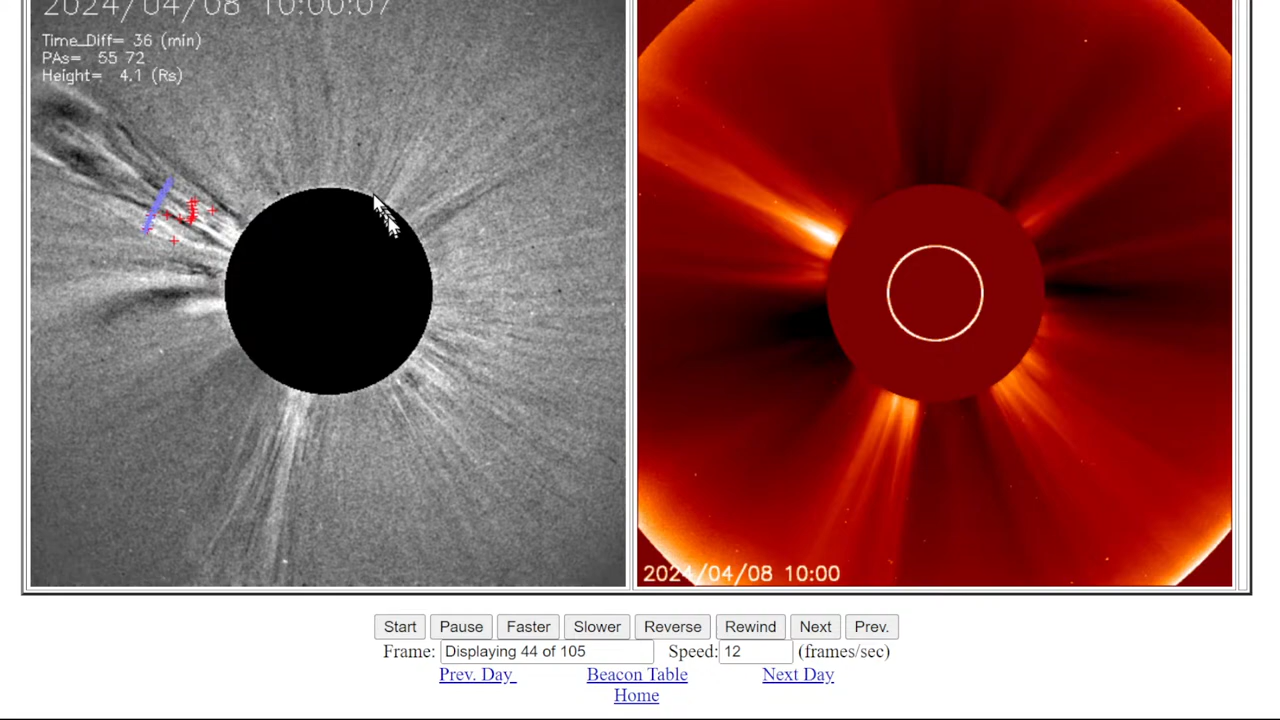 2024/04/08 10:00:07
Time_Diff= 36 (min)
PAs= 55 72
Height= 4.1 (Rs)
2024/04/08 10:00
Start Pause Faster Slower Reverse Rewind Next Prev.
Frame: Displaying 44 of 105 Speed: 12 (frames/sec)
Prev. Day Beacon Table Next Day
Home